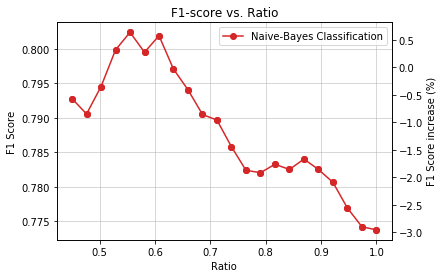 F1-score vs. Ratio
Naive-Bayes Classification
F1 Score
0.800
0.795
0.790
0.785
0.780
0.775
0.5
0.0
−0.5
−1.0
−1.5
−2.0
−2.5
−3.0
F1 Score increase (%)
0.5 0.6 0.7 0.8 0.9 1.0
Ratio